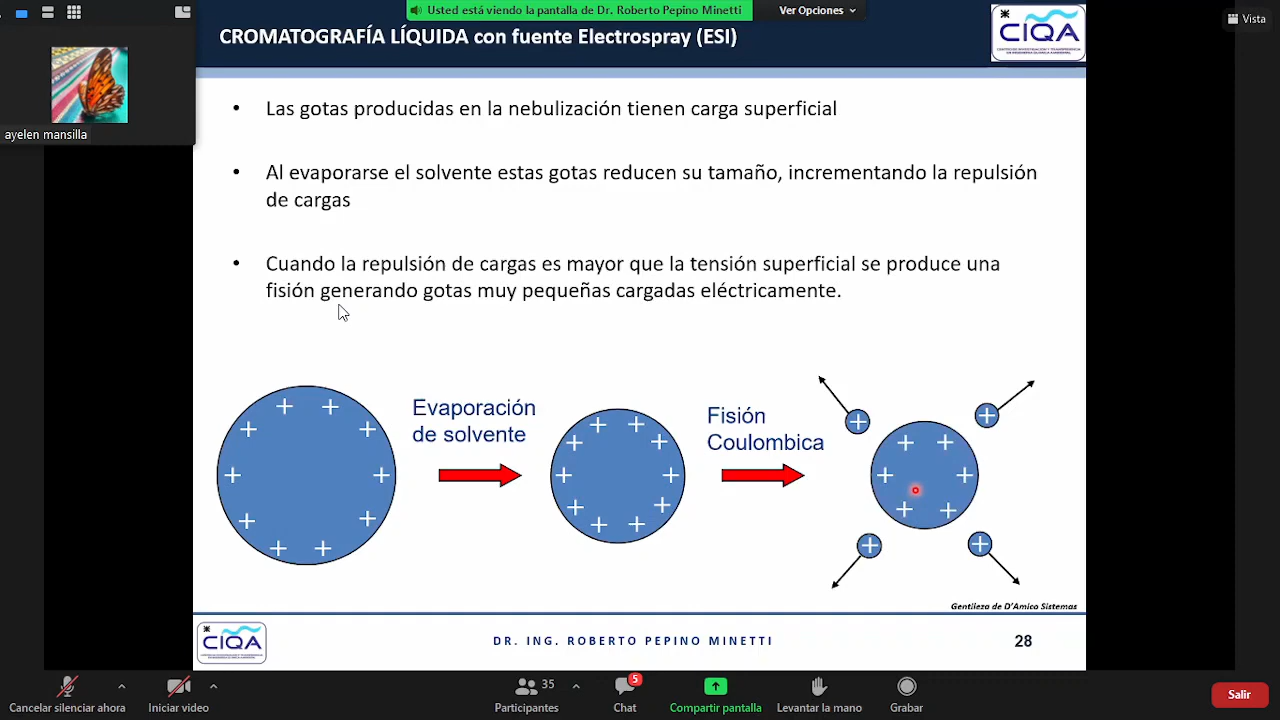 Usted está viendo la pantalla de Dr. Roberto Pepino Minetti
Ver Opciones
Vista
CROMATOGRAFÍA LÍQUIDA con fuente Electrospray (ESI)
CIQA
ayelen mansilla
• Las gotas producidas en la nebulización tienen carga superficial
• Al evaporarse el solvente estas gotas reducen su tamaño, incrementando la repulsión
de cargas
• Cuando la repulsión de cargas es mayor que la tensión superficial se produce una
fisión generando gotas muy pequeñas cargadas eléctricamente.
Evaporación
de solvente
Fisión
Coulombica
Gentileza de D'Amico Sistemas
CIQA
DR. ING. ROBERTO PEPINO MINETTI
28
5
35
Cancelar silenciar ahora
Iniciar video
Participantes
Chat
Compartir pantalla
Levantar la mano
Grabar
Salir